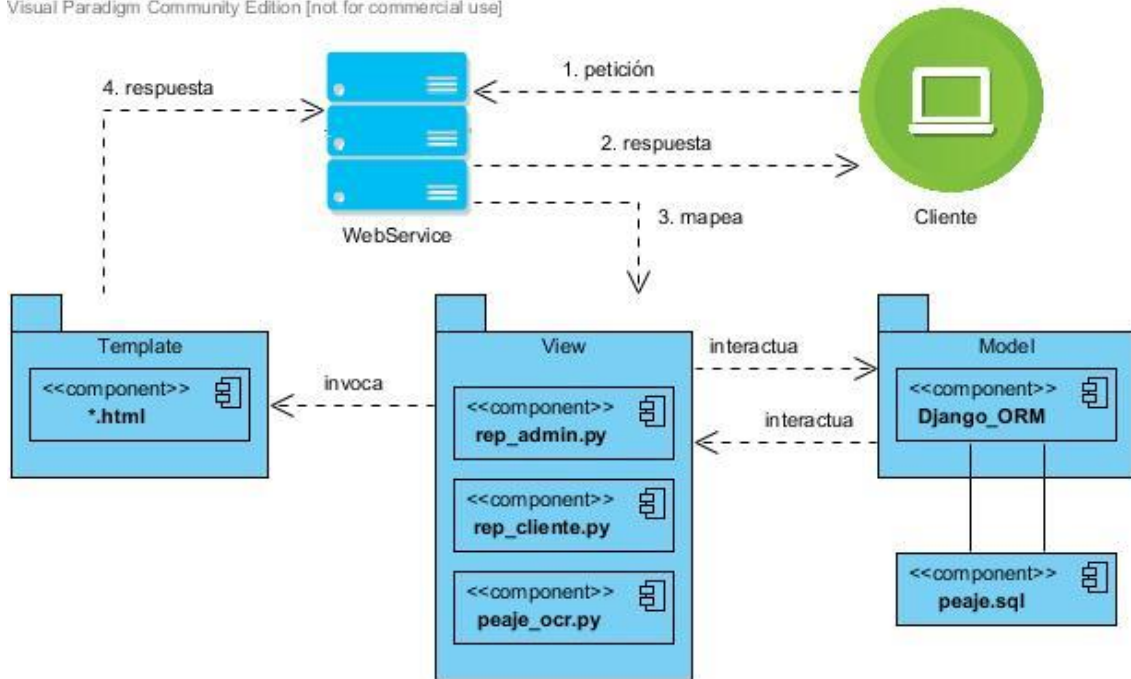 Visual Paradigm Community Edition [not for commercial use]
1. petición
4. respuesta
2. respuesta
3. mapea
WebService
Cliente
Template
<<component>>
*.html
invoca
View
<<component>>
rep_admin.py
<<component>>
rep_cliente.py
<<component>>
peaje_ocr.py
interactua
interactua
Model
<<component>>
Django_ORM
<<component>>
peaje.sql